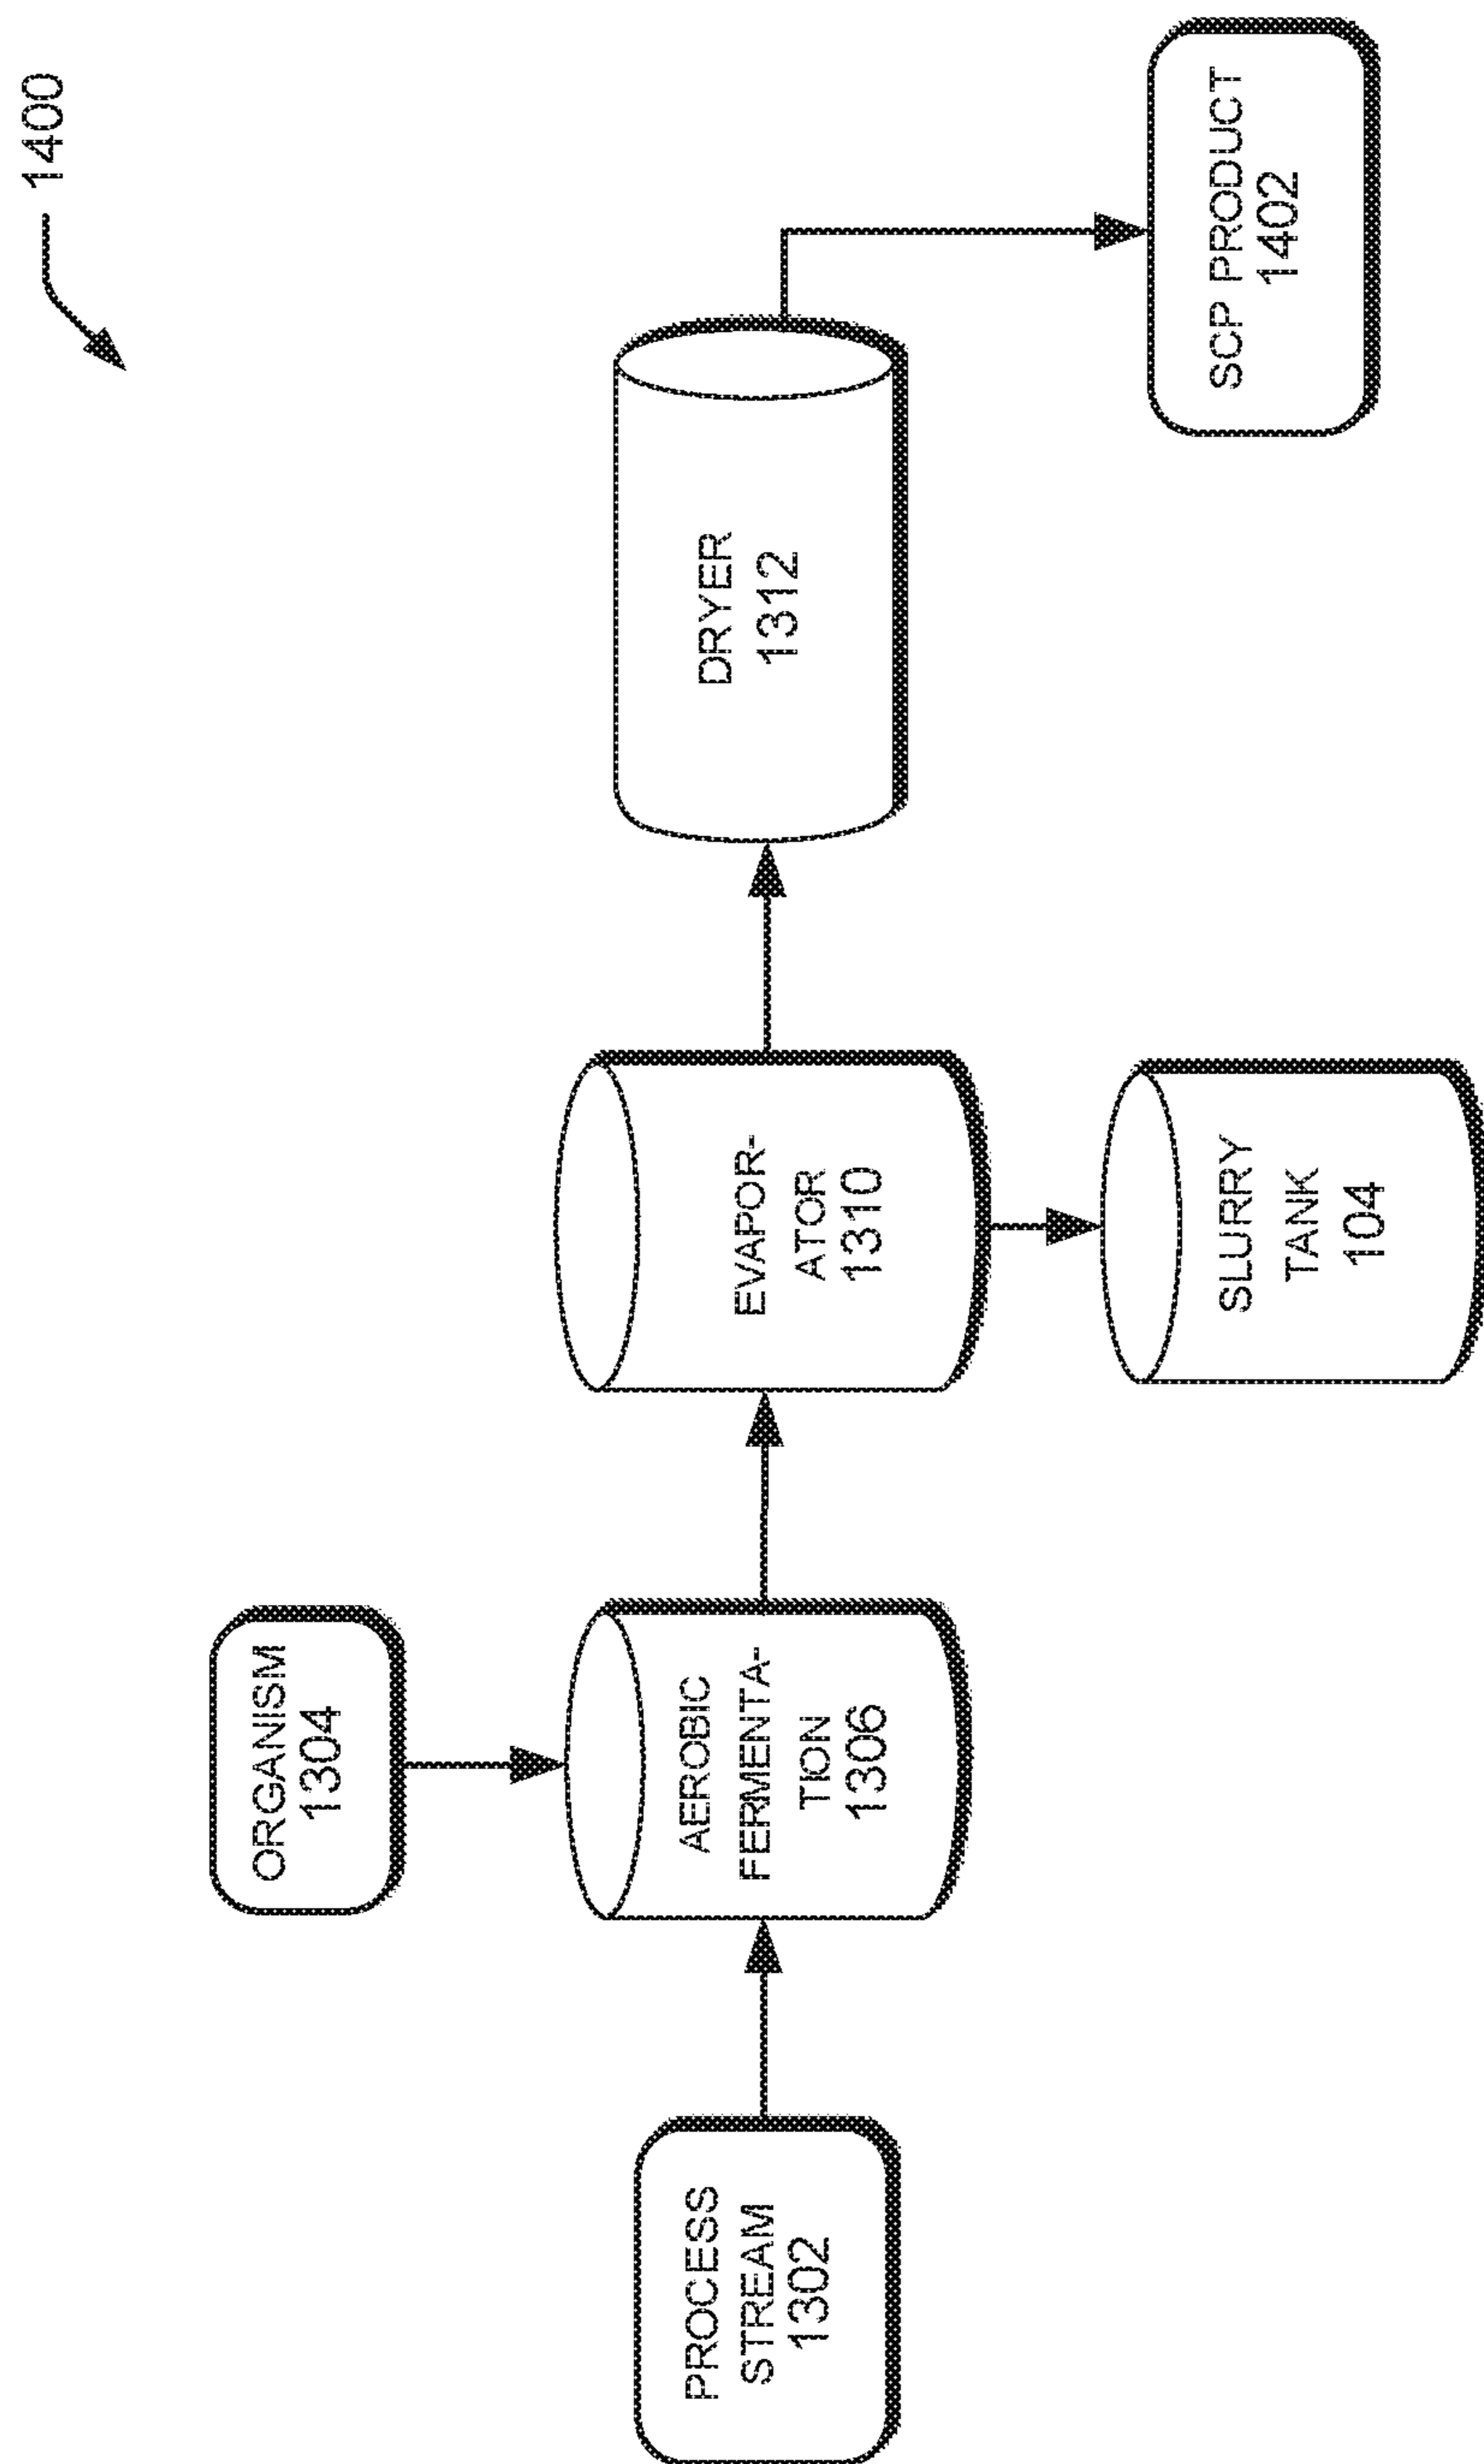 1400
ORGANISM
1304
PROCESS
STREAM
1302
AEROBIC
FERMENTA-
TION
1306
EVAPOR-
ATOR
1310
DRYER
1312
SLURRY
TANK
104
SCP PRODUCT
1402